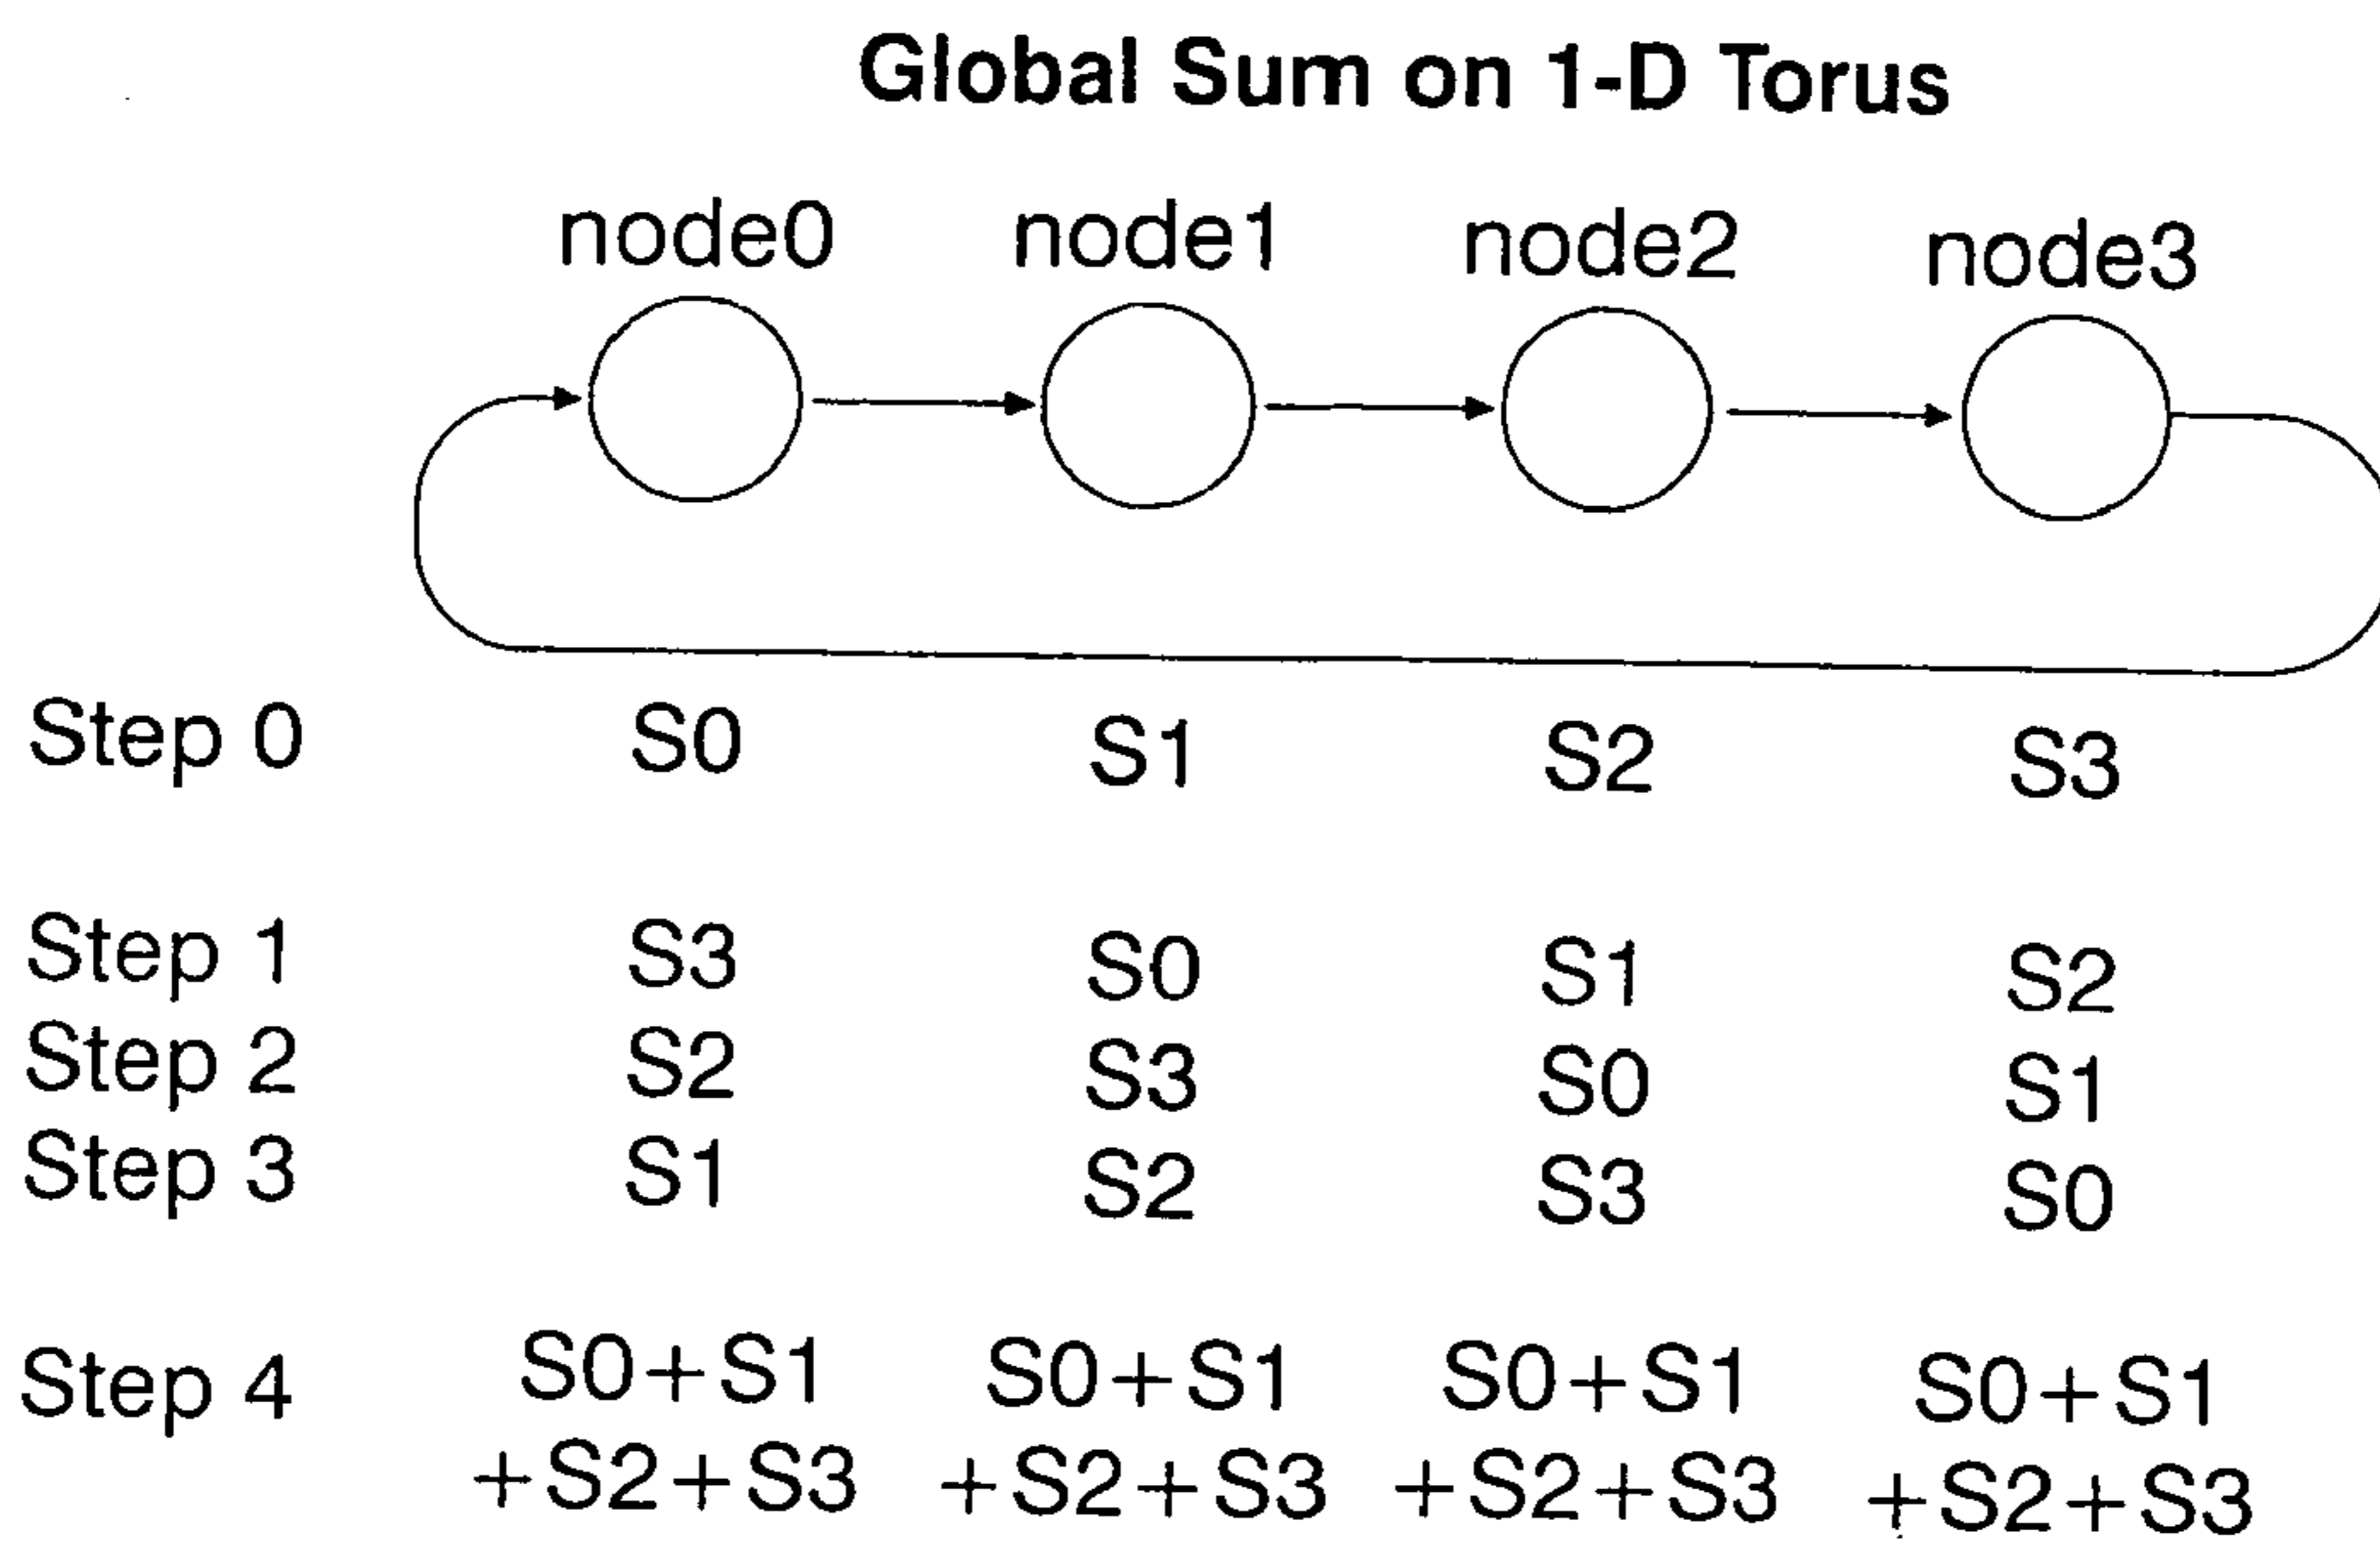 Global Sum on 1-D Torus
node0 node1 node2 node3
Step 0 S0 S1 S2 S3
Step 1 S3 S0 S1 S2
Step 2 S2 S3 S0 S1
Step 3 S1 S2 S3 S0
Step 4 S0+S1 S0+S1 S0+S1 S0+S1
+S2+S3 +S2+S3 +S2+S3 +S2+S3